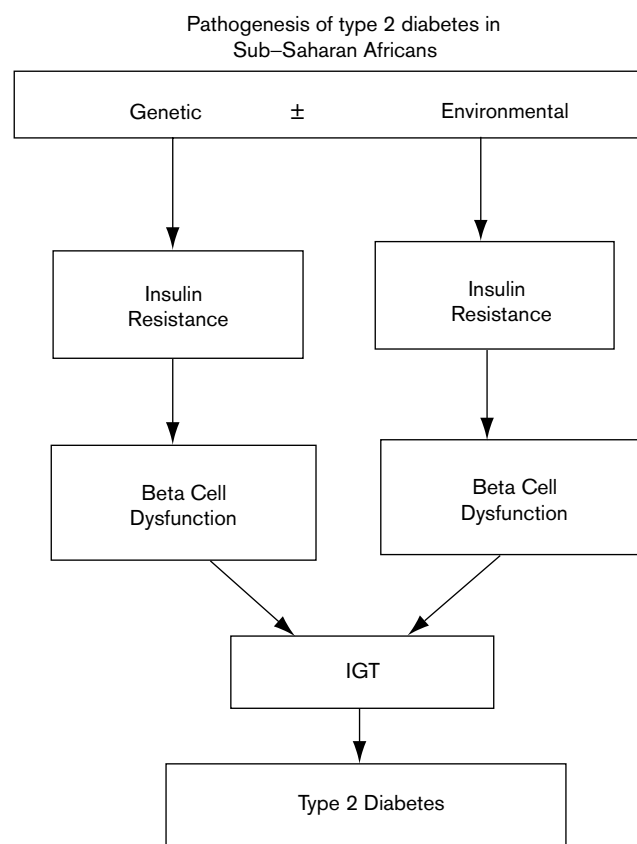 Pathogenesis of type 2 diabetes in
Sub–Saharan Africans
Genetic ± Environmental
Insulin
Resistance
Insulin
Resistance
Beta Cell
Dysfunction
Beta Cell
Dysfunction
IGT
Type 2 Diabetes